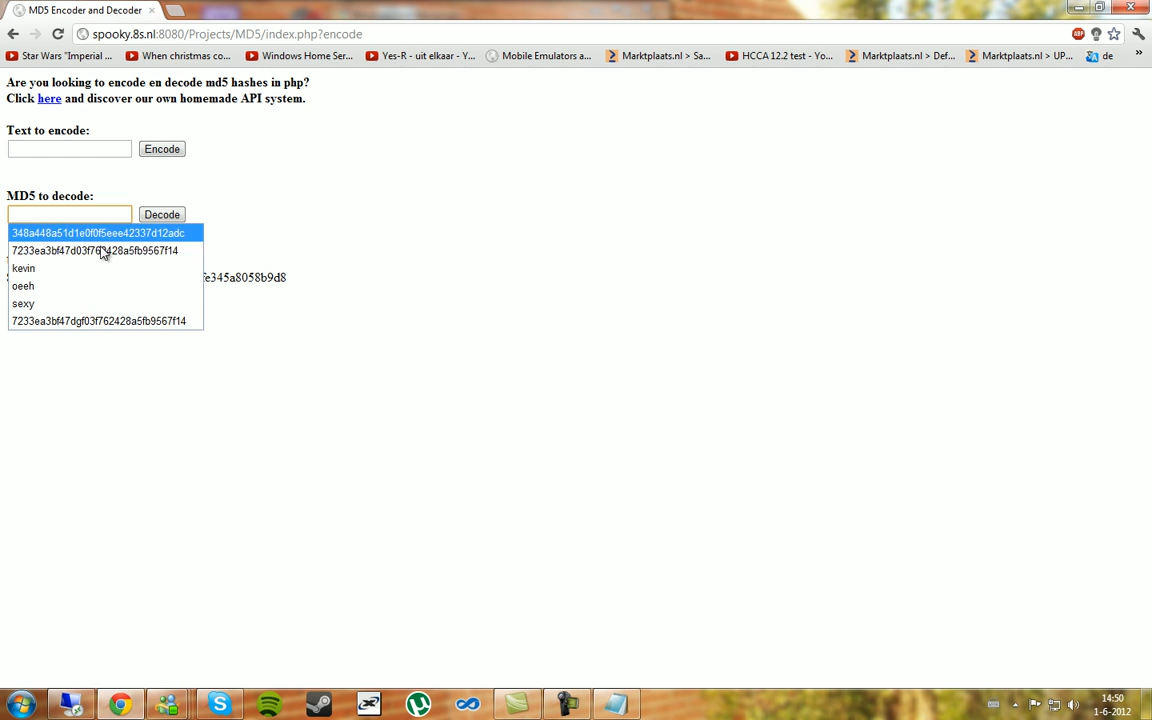 MD5 Encoder and Decoder
spooky.8s.nl:8080/Projects/MD5/index.php?encode
Star Wars "Imperial ... When christmas co... Windows Home Ser... Yes-R - uit elkaar - Y... Mobile Emulators a... Marktplaats.nl > Sa... HCCA 12.2 test - Yo... Marktplaats.nl > Def... Marktplaats.nl > UP... de »
Are you looking to encode en decode md5 hashes in php?
Click here and discover our own homemade API system.
Text to encode:
Encode
MD5 to decode:
Decode
348a448a51d1e0f0f5eee42337d12adc
kevin
fe345a8058b9d8
oeeh
sexy
7233ea3bf47dgf03f762428a5fb9567f14
14:50
1-6-2012